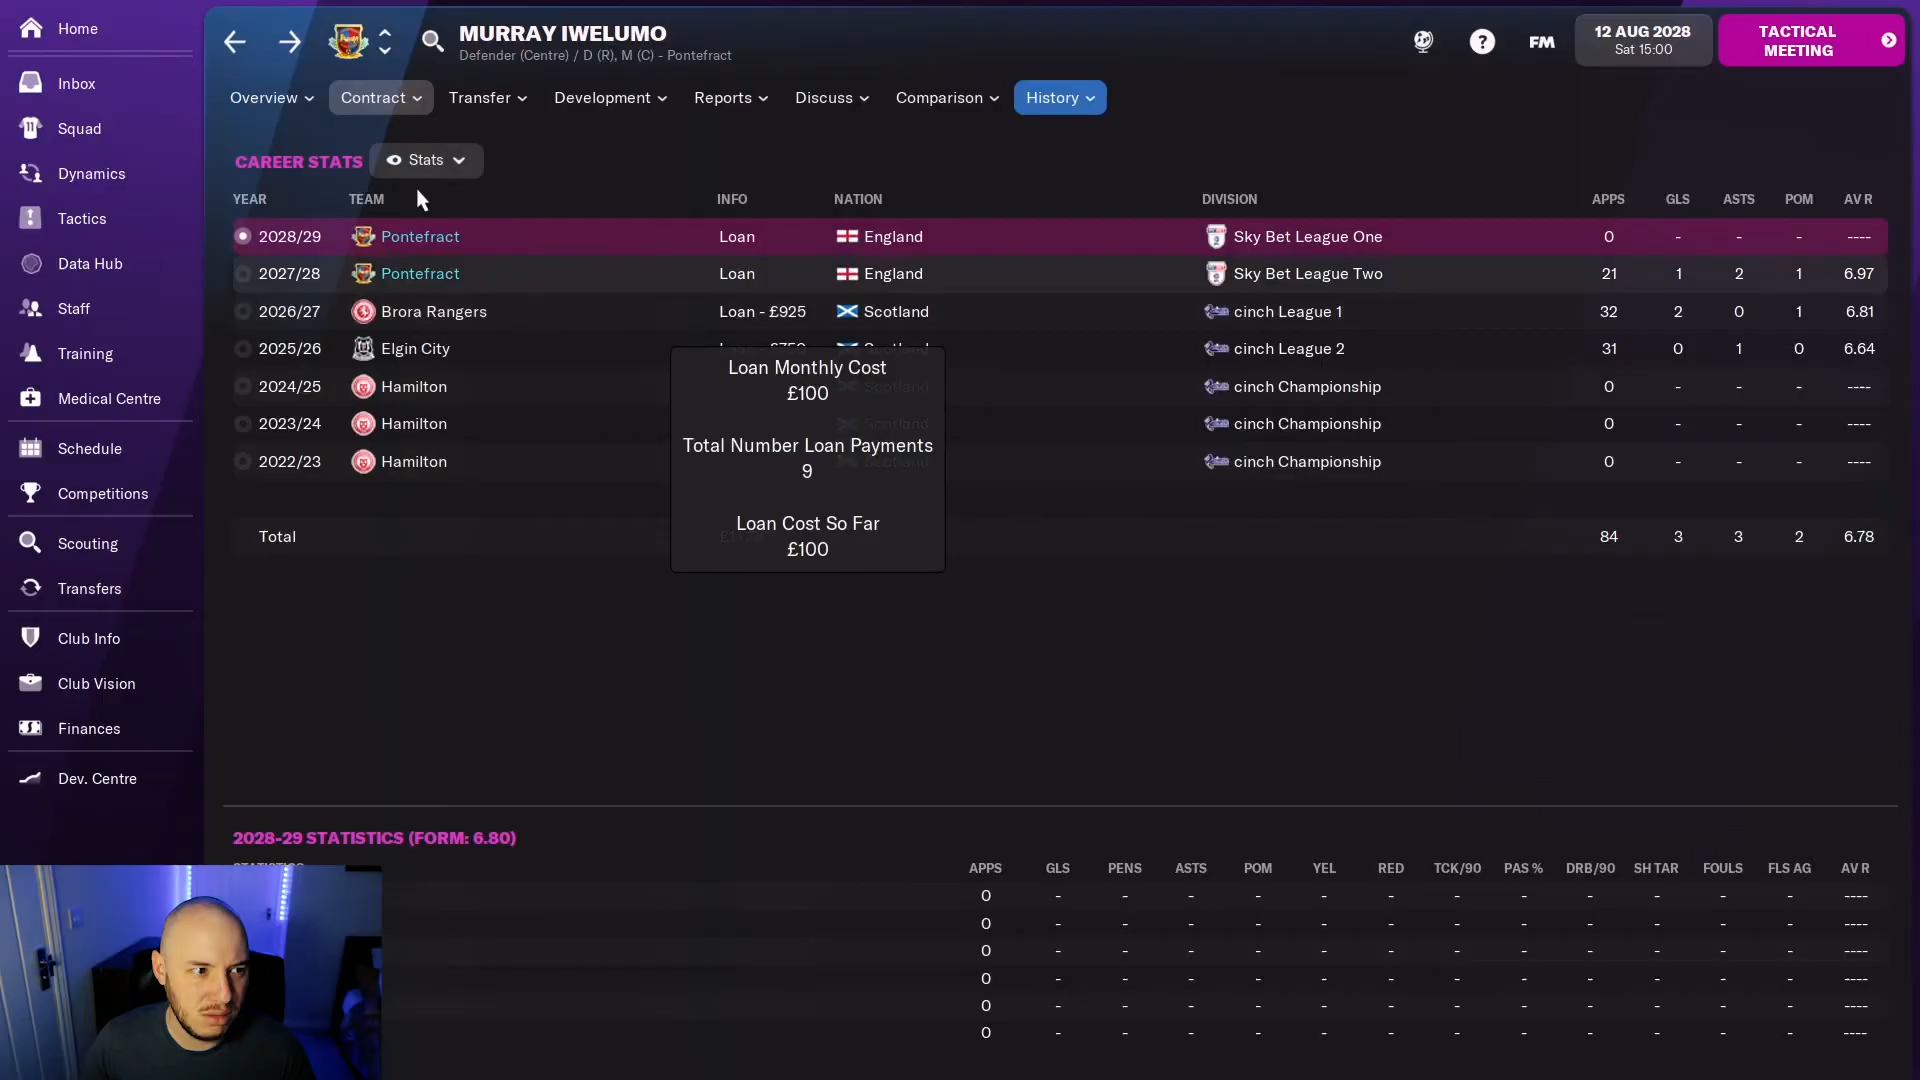 Home
Inbox
Squad
Dynamics
Tactics
Data Hub
Staff
Training
Medical Centre
Schedule
Competitions
Scouting
Transfers
Club Info
Club Vision
Finances
Dev. Centre
MURRAY IWELUMO
Defender (Centre) / D (R), M (C) - Pontefract
FM
12 AUG 2028
Sat 15:00
TACTICAL
MEETING
Overview Contract Transfer Development Reports Discuss Comparison History
CAREER STATS Stats
YEAR TEAM INFO NATION DIVISION APPS GLS ASTS POM AV R
2028/29 Pontefract Loan England Sky Bet League One 0 - - - ----
2027/28 Pontefract Loan England Sky Bet League Two 21 1 2 1 6.97
2026/27 Brora Rangers Loan - £925 Scotland cinch League 1 32 2 0 1 6.81
2025/26 Elgin City Scotland cinch League 2 31 0 1 0 6.64
2024/25 Hamilton Scotland cinch Championship 0 - - - ----
2023/24 Hamilton Scotland cinch Championship 0 - - - ----
2022/23 Hamilton Scotland cinch Championship 0 - - - ----
Total 84 3 3 2 6.78
Loan Monthly Cost
£100
Total Number Loan Payments
9
Loan Cost So Far
£100
2028-29 STATISTICS (FORM: 6.80)
STATISTICS APPS GLS PENS ASTS POM YEL RED TCK/90 PAS % DRB/90 SH TAR FOULS FLS AG AV R
0 - - - - - - - - - - - - ----
0 - - - - - - - - - - - - ----
0 - - - - - - - - - - - - ----
0 - - - - - - - - - - - - ----
0 - - - - - - - - - - - - ----
0 - - - - - - - - - - - - ----